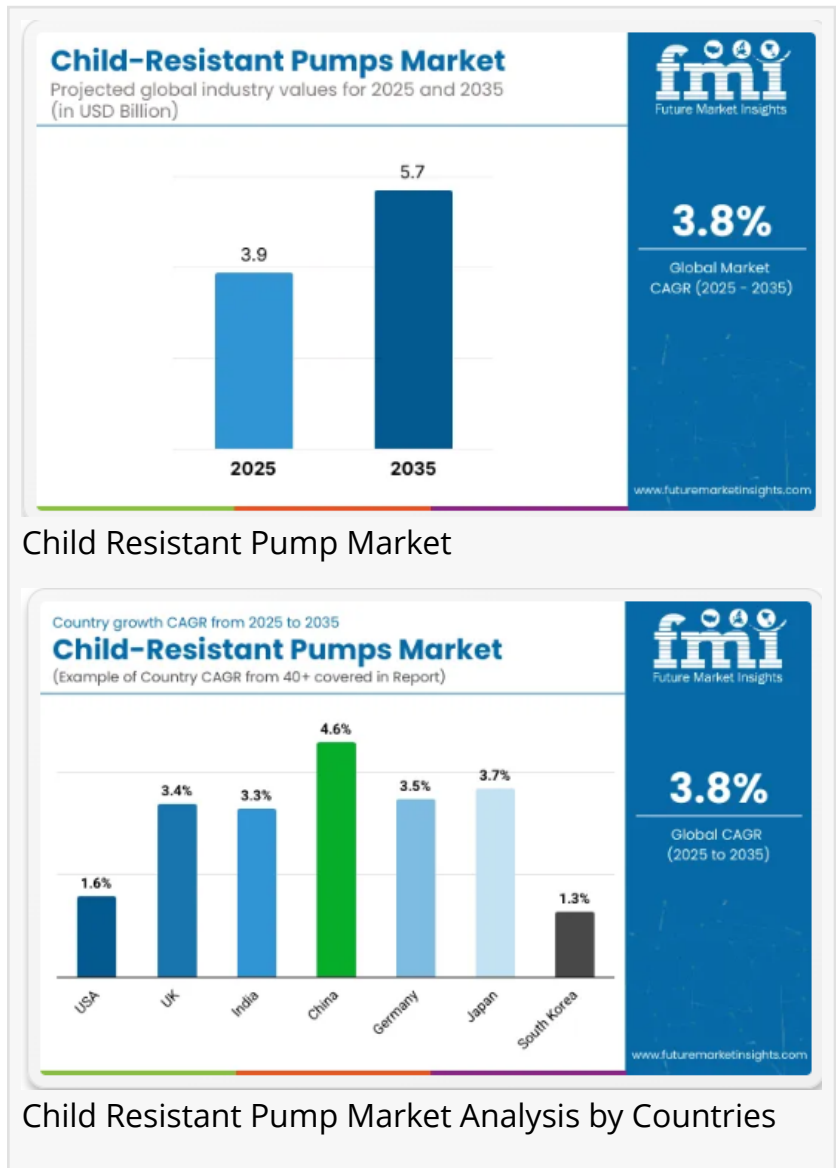 Child-Resistant Pumps Market
Projected global industry values for 2025 and 2035
(in USD Billion)
fmi
Future Market Insights
5.7
3.9
2025
2035
3.8%
Global Market
CAGR (2025 - 2035)
www.futuremarketinsights.com
Child Resistant Pump Market
Country growth CAGR from 2025 to 2035
Child-Resistant Pumps Market
(Example of Country CAGR from 40+ covered in Report)
fmi
Future Market Insights
1.6%
3.4%
3.3%
4.6%
3.5%
3.7%
1.3%
USA
UK
India
China
Germany
Japan
South Korea
3.8%
Global CAGR
(2025 to 2035)
www.futuremarketinsights.com
Child Resistant Pump Market Analysis by Countries